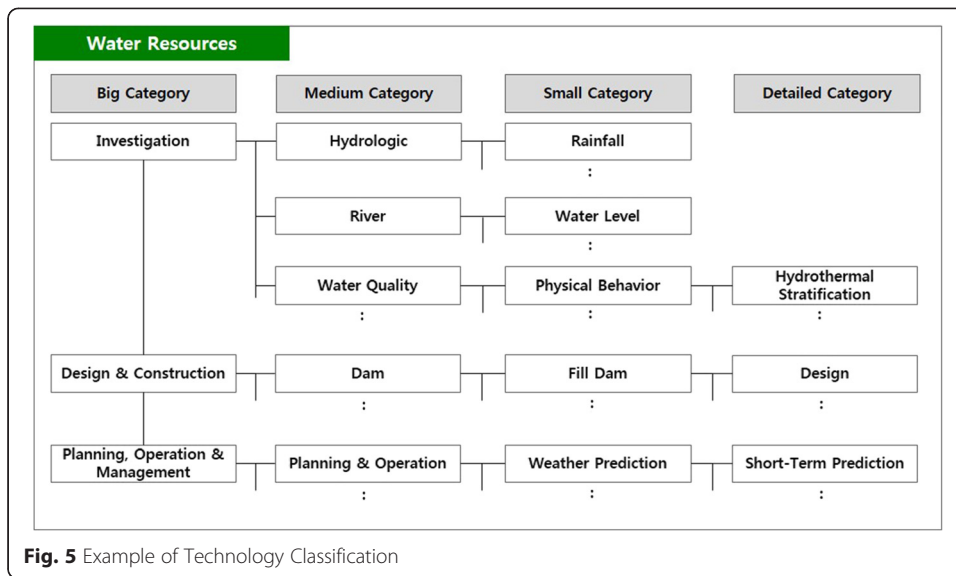 Water Resources
Big Category Medium Category Small Category Detailed Category
Investigation Hydrologic Rainfall
:
River Water Level
:
Water Quality Physical Behavior Hydrothermal
Stratification
: : :
Design & Construction Dam Fill Dam Design
: : :
Planning, Operation &
Management Planning & Operation Weather Prediction Short-Term Prediction
: : :
Fig. 5 Example of Technology Classification